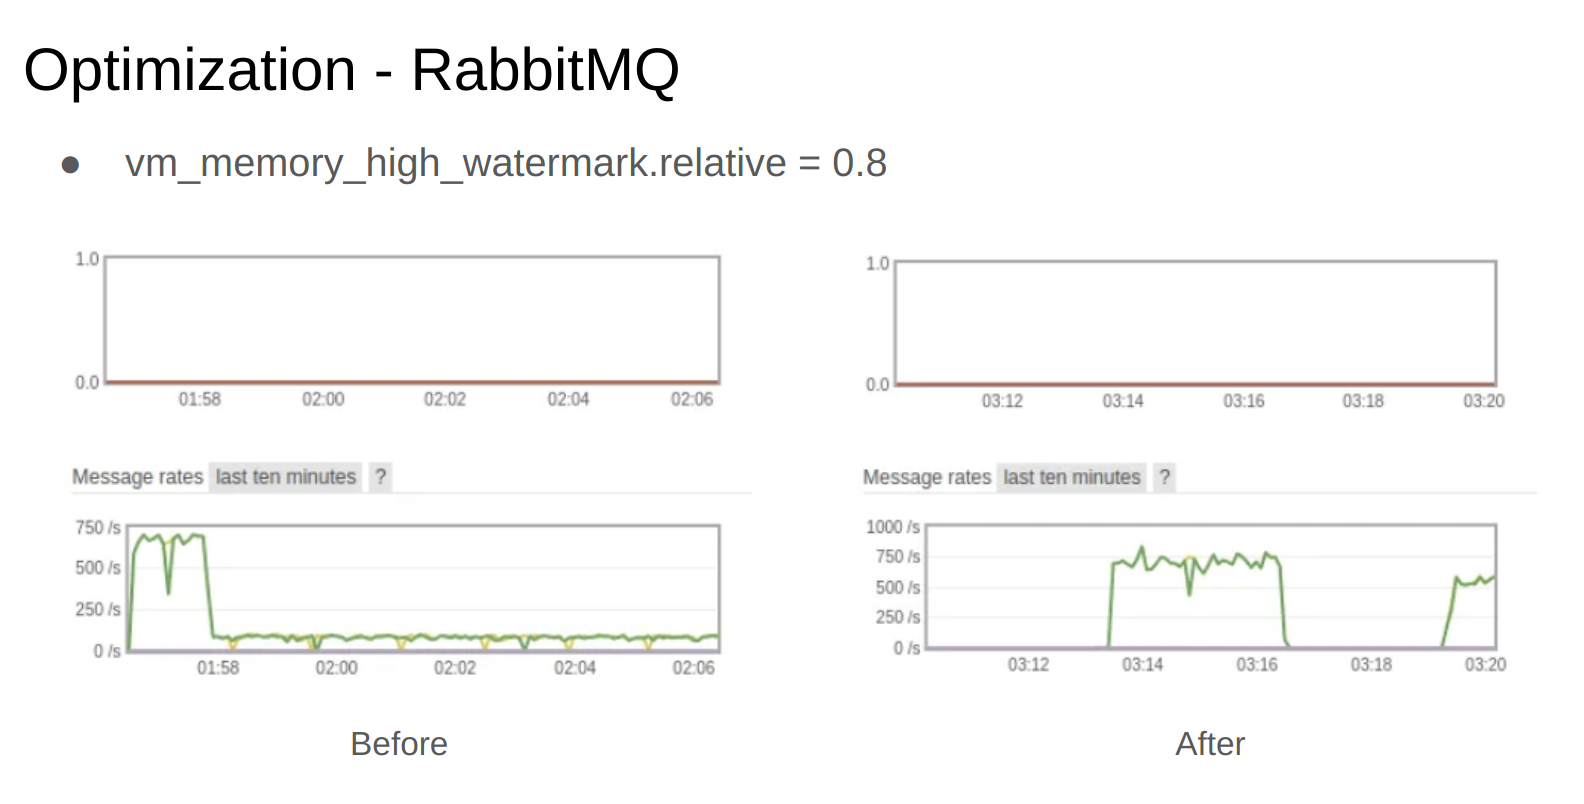 Optimization - RabbitMQ
● vm_memory_high_watermark.relative = 0.8
1.0
0.0
01:58 02:00 02:02 02:04 02:06
Message rates last ten minutes ?
750 /s
500 /s
250 /s
0 /s
01:58 02:00 02:02 02:04 02:06
Before
1.0
0.0
03:12 03:14 03:16 03:18 03:20
Message rates last ten minutes ?
1000 /s
750 /s
500 /s
250 /s
0 /s
03:12 03:14 03:16 03:18 03:20
After